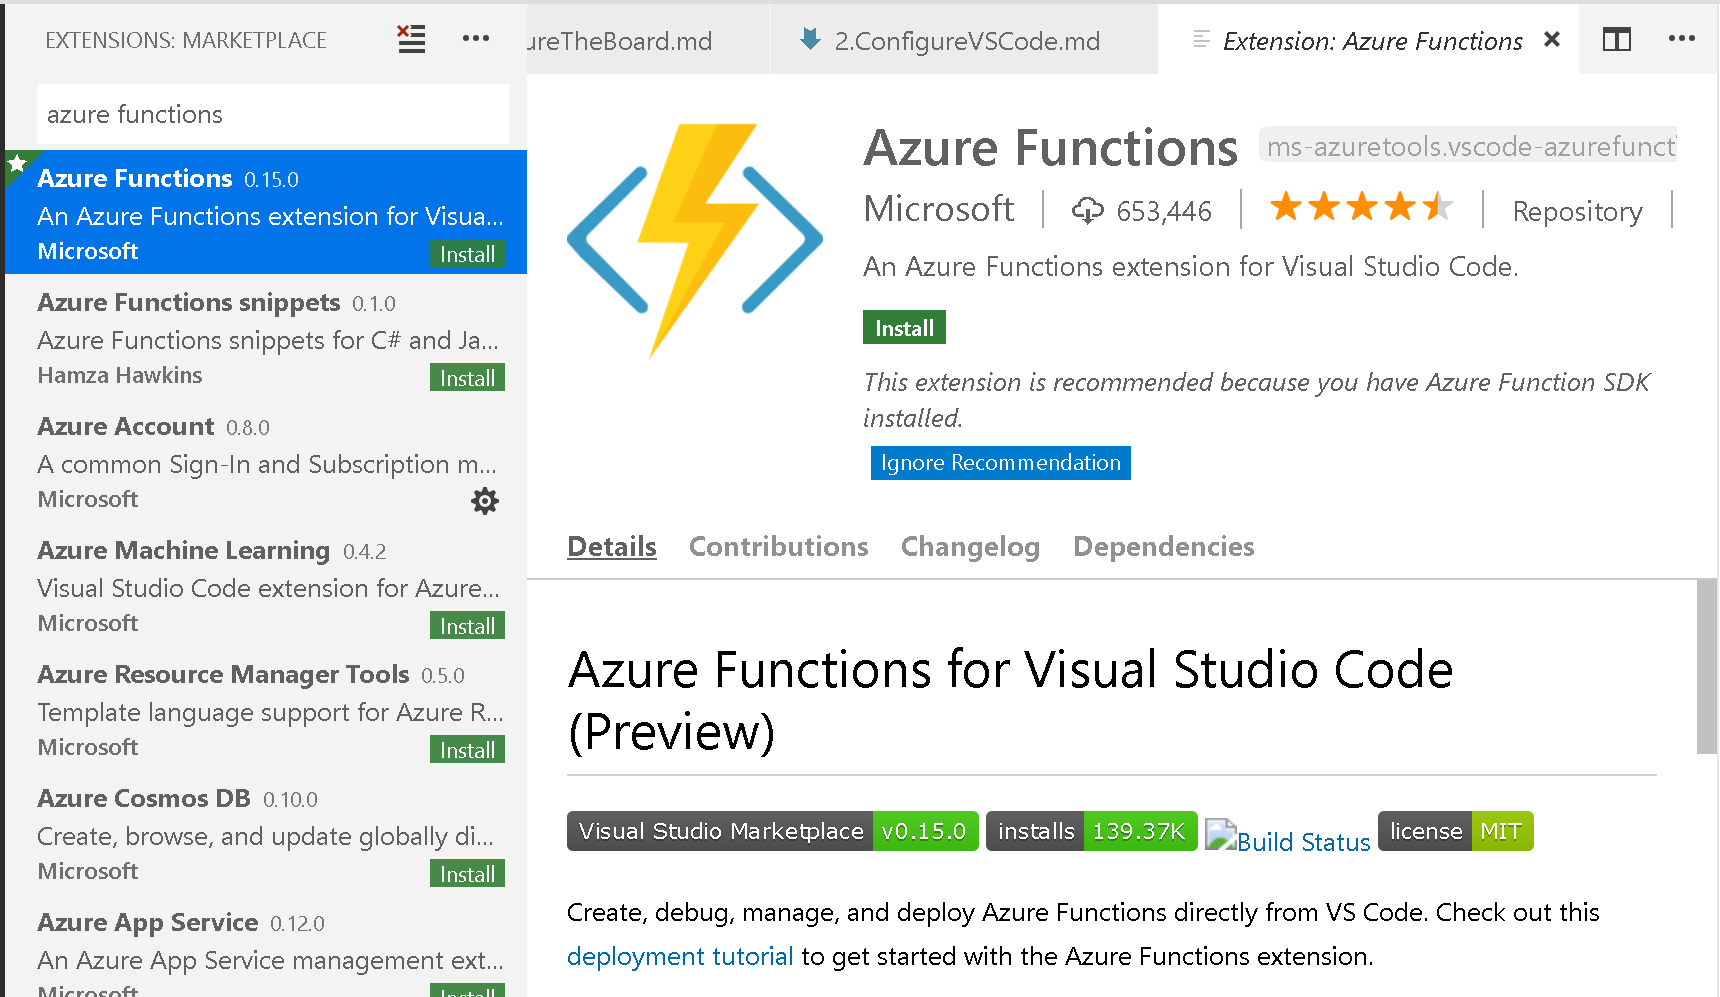 EXTENSIONS: MARKETPLACE
azure functions
Azure Functions 0.15.0
An Azure Functions extension for Visua...
Microsoft
Install
Azure Functions snippets 0.1.0
Azure Functions snippets for C# and Ja...
Hamza Hawkins
Install
Azure Account 0.8.0
A common Sign-In and Subscription m...
Microsoft
Azure Machine Learning 0.4.2
Visual Studio Code extension for Azure...
Microsoft
Install
Azure Resource Manager Tools 0.5.0
Template language support for Azure R...
Microsoft
Install
Azure Cosmos DB 0.10.0
Create, browse, and update globally di...
Microsoft
Install
Azure App Service 0.12.0
An Azure App Service management ext...
Microsoft
Install
ureTheBoard.md
2.ConfigureVSCode.md
Extension: Azure Functions
Azure Functions ms-azuretools.vscode-azurefunct
Microsoft 653,446 Repository
An Azure Functions extension for Visual Studio Code.
Install
This extension is recommended because you have Azure Function SDK
installed.
Ignore Recommendation
Details Contributions Changelog Dependencies
Azure Functions for Visual Studio Code
(Preview)
Visual Studio Marketplace v0.15.0 installs 139.37K Build Status license MIT
Create, debug, manage, and deploy Azure Functions directly from VS Code. Check out this
deployment tutorial to get started with the Azure Functions extension.